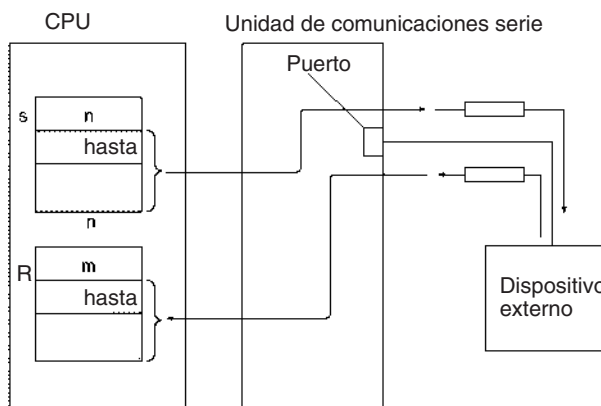 CPU
Unidad de comunicaciones serie
Puerto
s
n
hasta
n
R
m
hasta
Dispositivo
externo